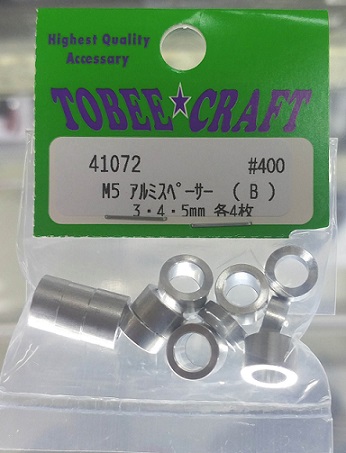 Highest Quality
Accessary
TOBEE★CRAFT
41072 #400
M5 ｱﾙﾐｽﾍﾟｰｻｰ (B)
3・4・5mm 各4枚